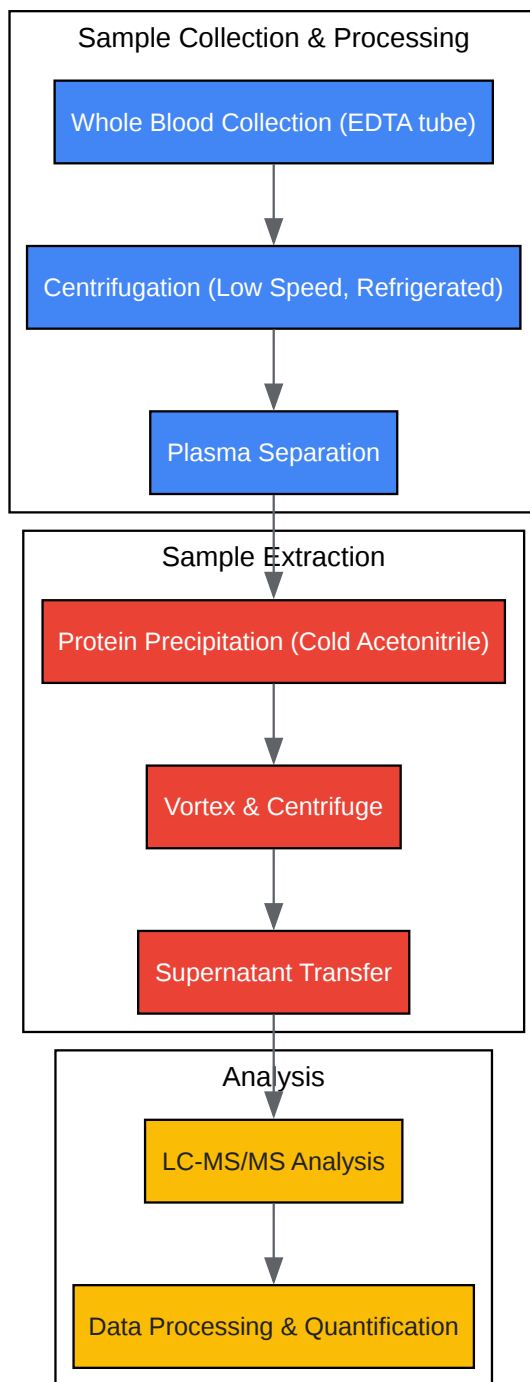 Sample Collection & Processing
Whole Blood Collection (EDTA tube)
Centrifugation (Low Speed, Refrigerated)
Plasma Separation
Sample Extraction
Protein Precipitation (Cold Acetonitrile)
Vortex & Centrifuge
Supernatant Transfer
Analysis
LC-MS/MS Analysis
Data Processing & Quantification